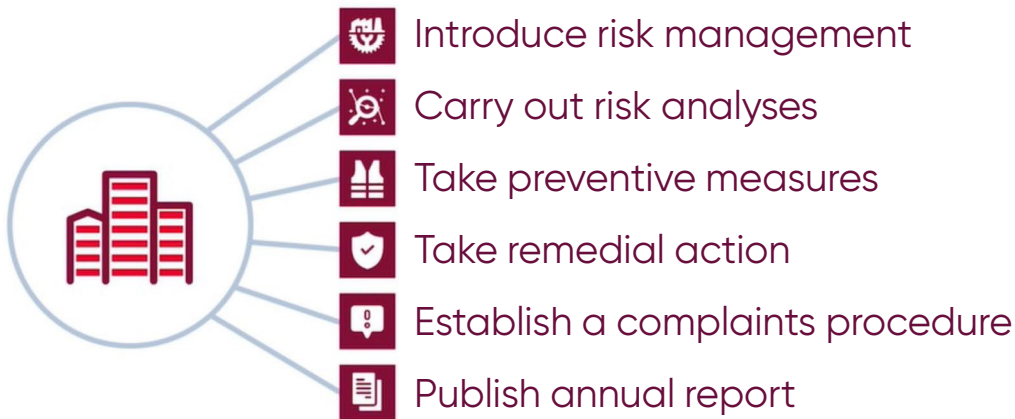 Introduce risk management
Carry out risk analyses
Take preventive measures
Take remedial action
Establish a complaints procedure
Publish annual report